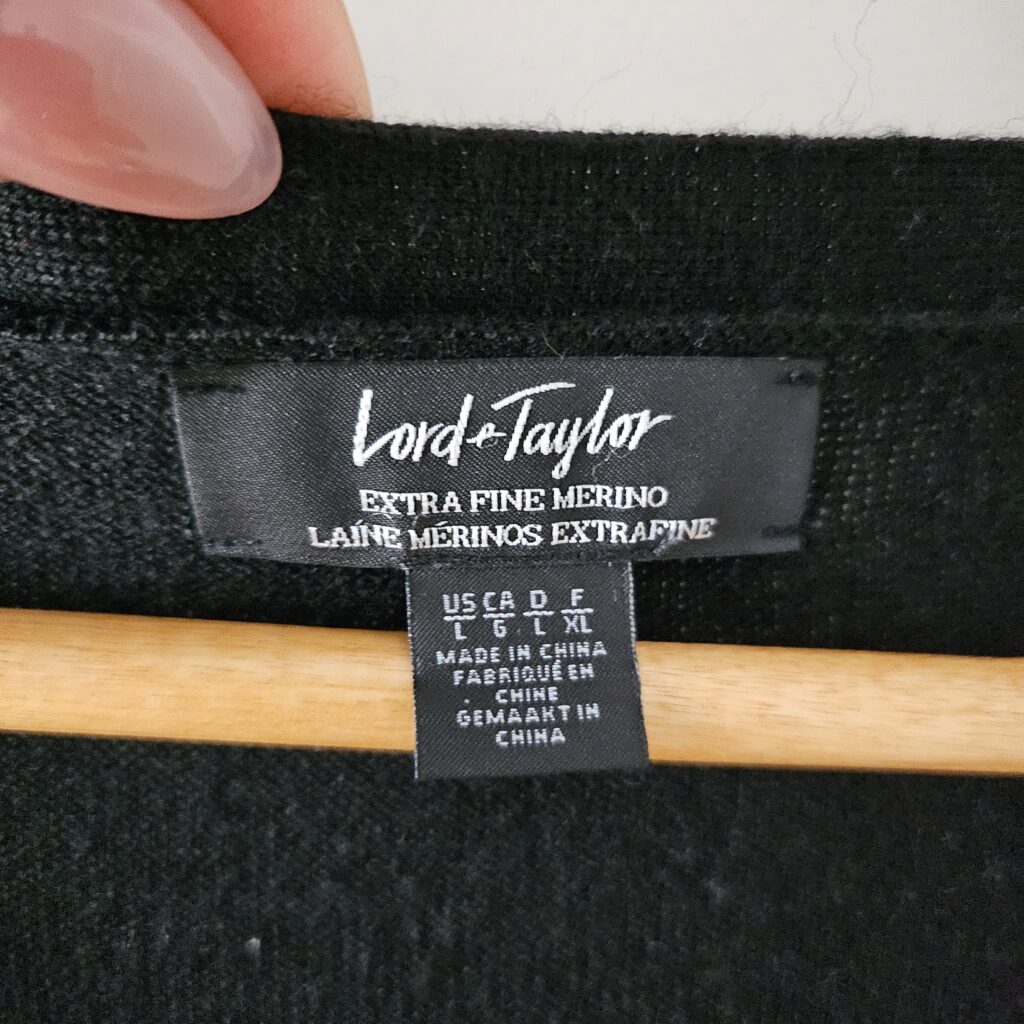 Lord & Taylor
EXTRA FINE MERINO
LAÍNE MÉRINOS EXTRAFINE
US CA D F
L G L XL
MADE IN CHINA
FABRIQUÉ EN
CHINE
GEMAAKT IN
CHINA